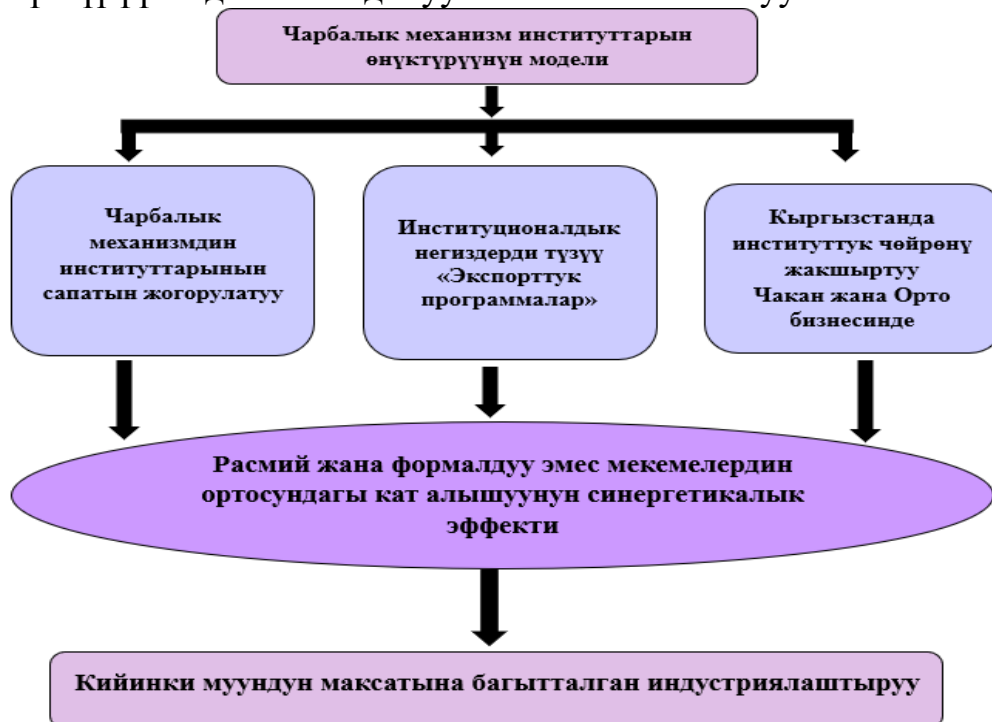 Чарбалык механизм институттарын
өнүктүрүүнүн модели
Чарбалык
механизмдин
институттарынын
сапатын жогорулатуу
Институционалдык
негиздерди түзүү
«Экспорттук
программалар»
Кыргызстанда
институттук чөйрөнү
жакшыртуу
Чакан жана Орто
бизнесинде
Расмий жана формалдуу эмес мекемелердин
ортосундагы кат алышуунун синергетикалык
эффекти
Кийинки муундун максатына багытталган индустриялаштыруу